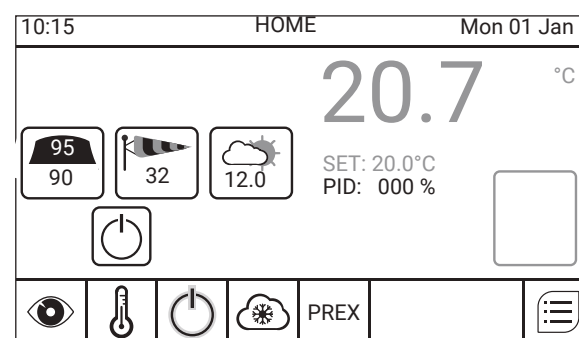 10:15 HOME Mon 01 Jan
20.7 °C
95
90
32
12.0
SET: 20.0°C
PID: 000 %
PREX